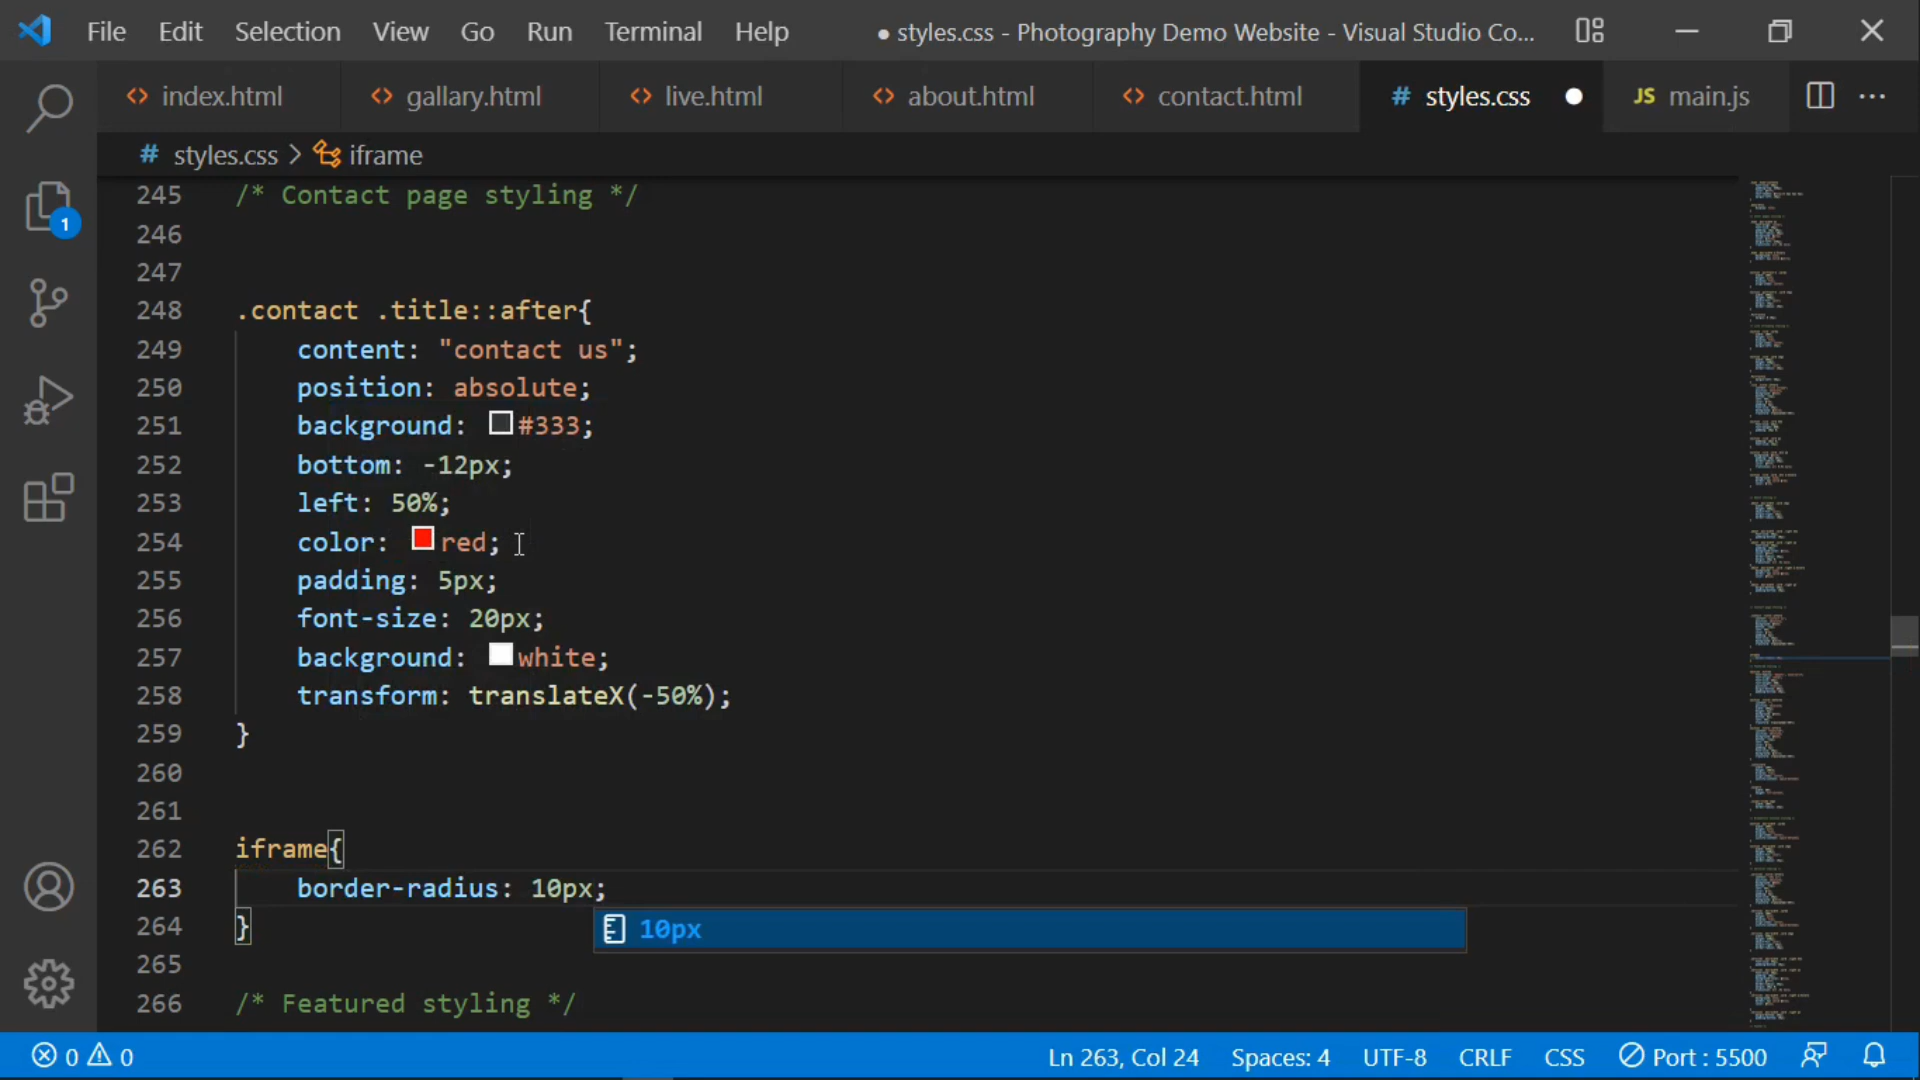 File Edit Selection View Go Run Terminal Help ● styles.css - Photography Demo Website - Visual Studio Co...
index.html gallary.html live.html about.html contact.html # styles.css ● JS main.js ···
# styles.css > iframe
245 /* Contact page styling */
246
247
248 .contact .title::after{
249 content: "contact us";
250 position: absolute;
251 background: #333;
252 bottom: -12px;
253 left: 50%;
254 color: red;
255 padding: 5px;
256 font-size: 20px;
257 background: white;
258 transform: translateX(-50%);
259 }
260
261
262 iframe{
263 border-radius: 10px;
264 }
10px
265
266 /* Featured styling */
1
0 0 Ln 263, Col 24 Spaces: 4 UTF-8 CRLF CSS Port : 5500